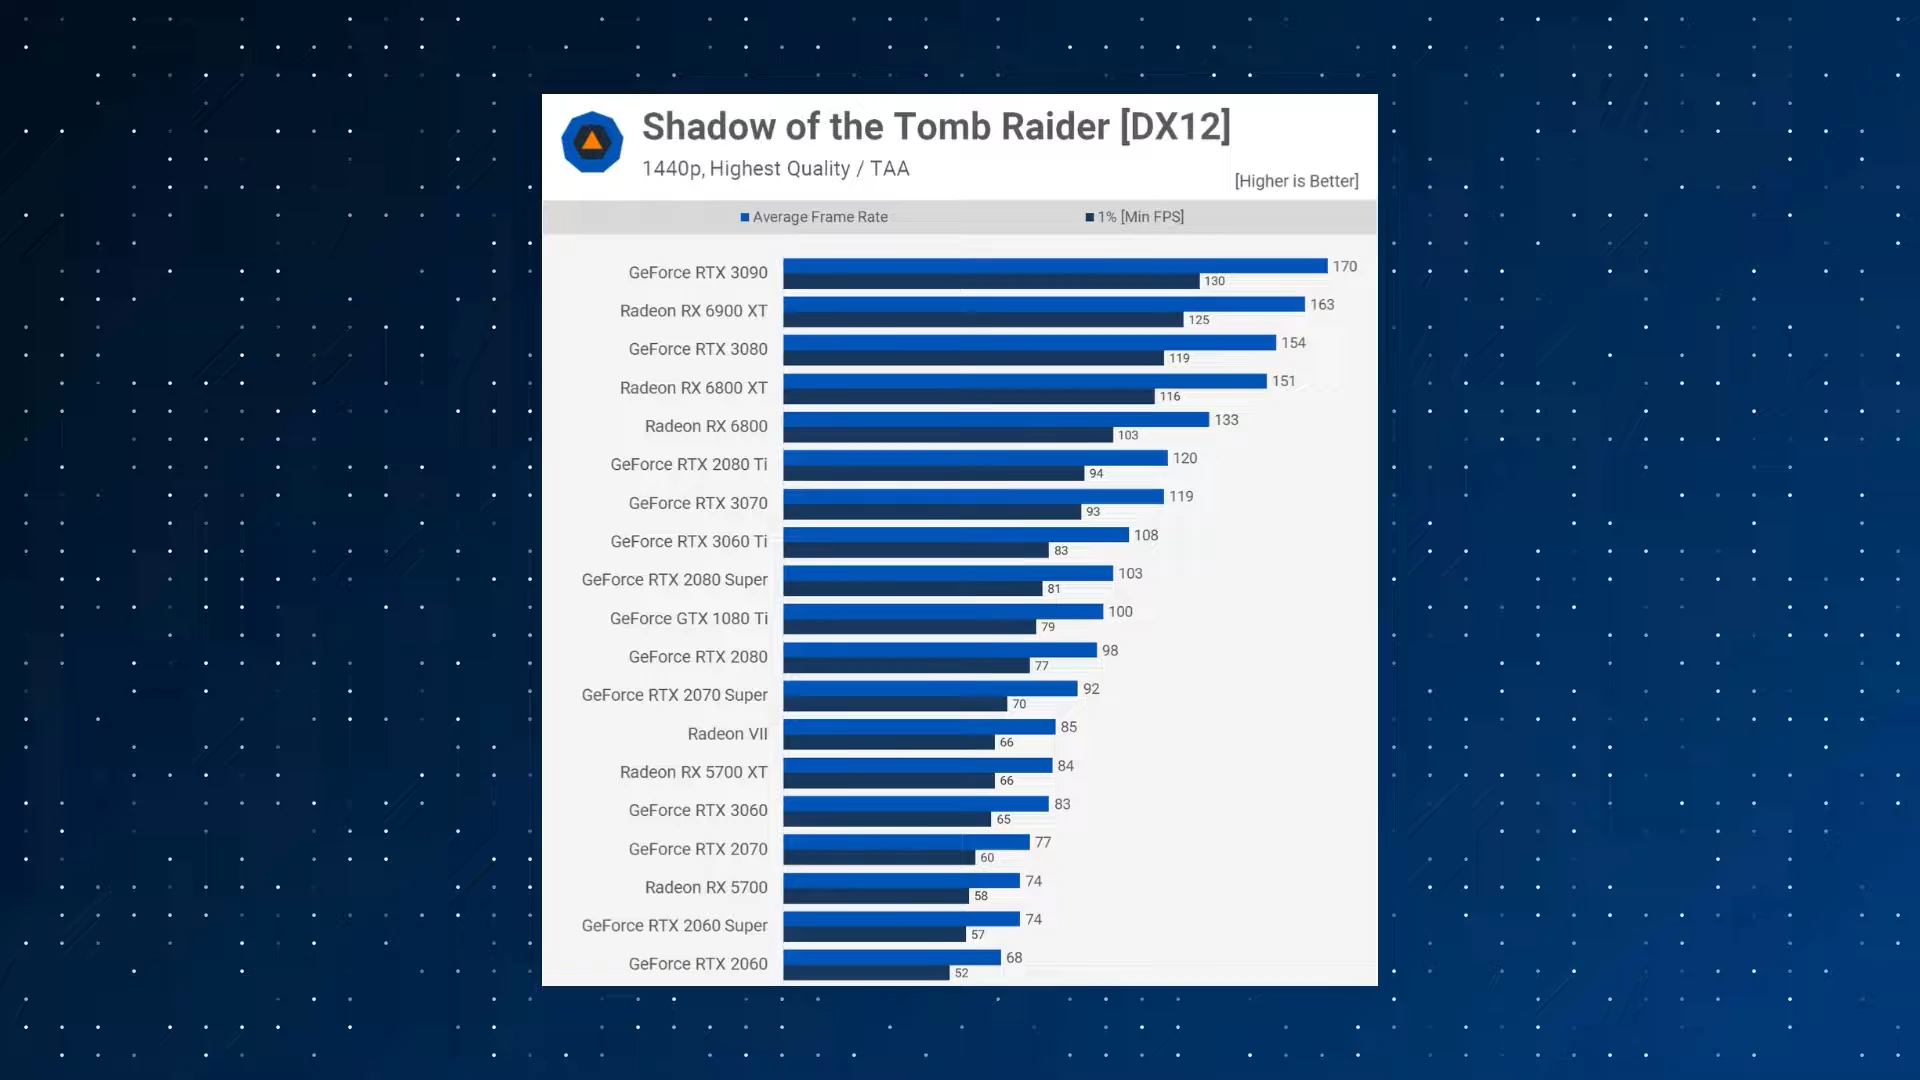 Shadow of the Tomb Raider [DX12]
1440p, Highest Quality / TAA
[Higher is Better]
Average Frame Rate 1% [Min FPS]
GeForce RTX 3090 170 130
Radeon RX 6900 XT 163 125
GeForce RTX 3080 154 119
Radeon RX 6800 XT 151 116
Radeon RX 6800 133 103
GeForce RTX 2080 Ti 120 94
GeForce RTX 3070 119 93
GeForce RTX 3060 Ti 108 83
GeForce RTX 2080 Super 103 81
GeForce GTX 1080 Ti 100 79
GeForce RTX 2080 98 77
GeForce RTX 2070 Super 92 70
Radeon VII 85 66
Radeon RX 5700 XT 84 66
GeForce RTX 3060 83 65
GeForce RTX 2070 77 60
Radeon RX 5700 74 58
GeForce RTX 2060 Super 74 57
GeForce RTX 2060 68 52